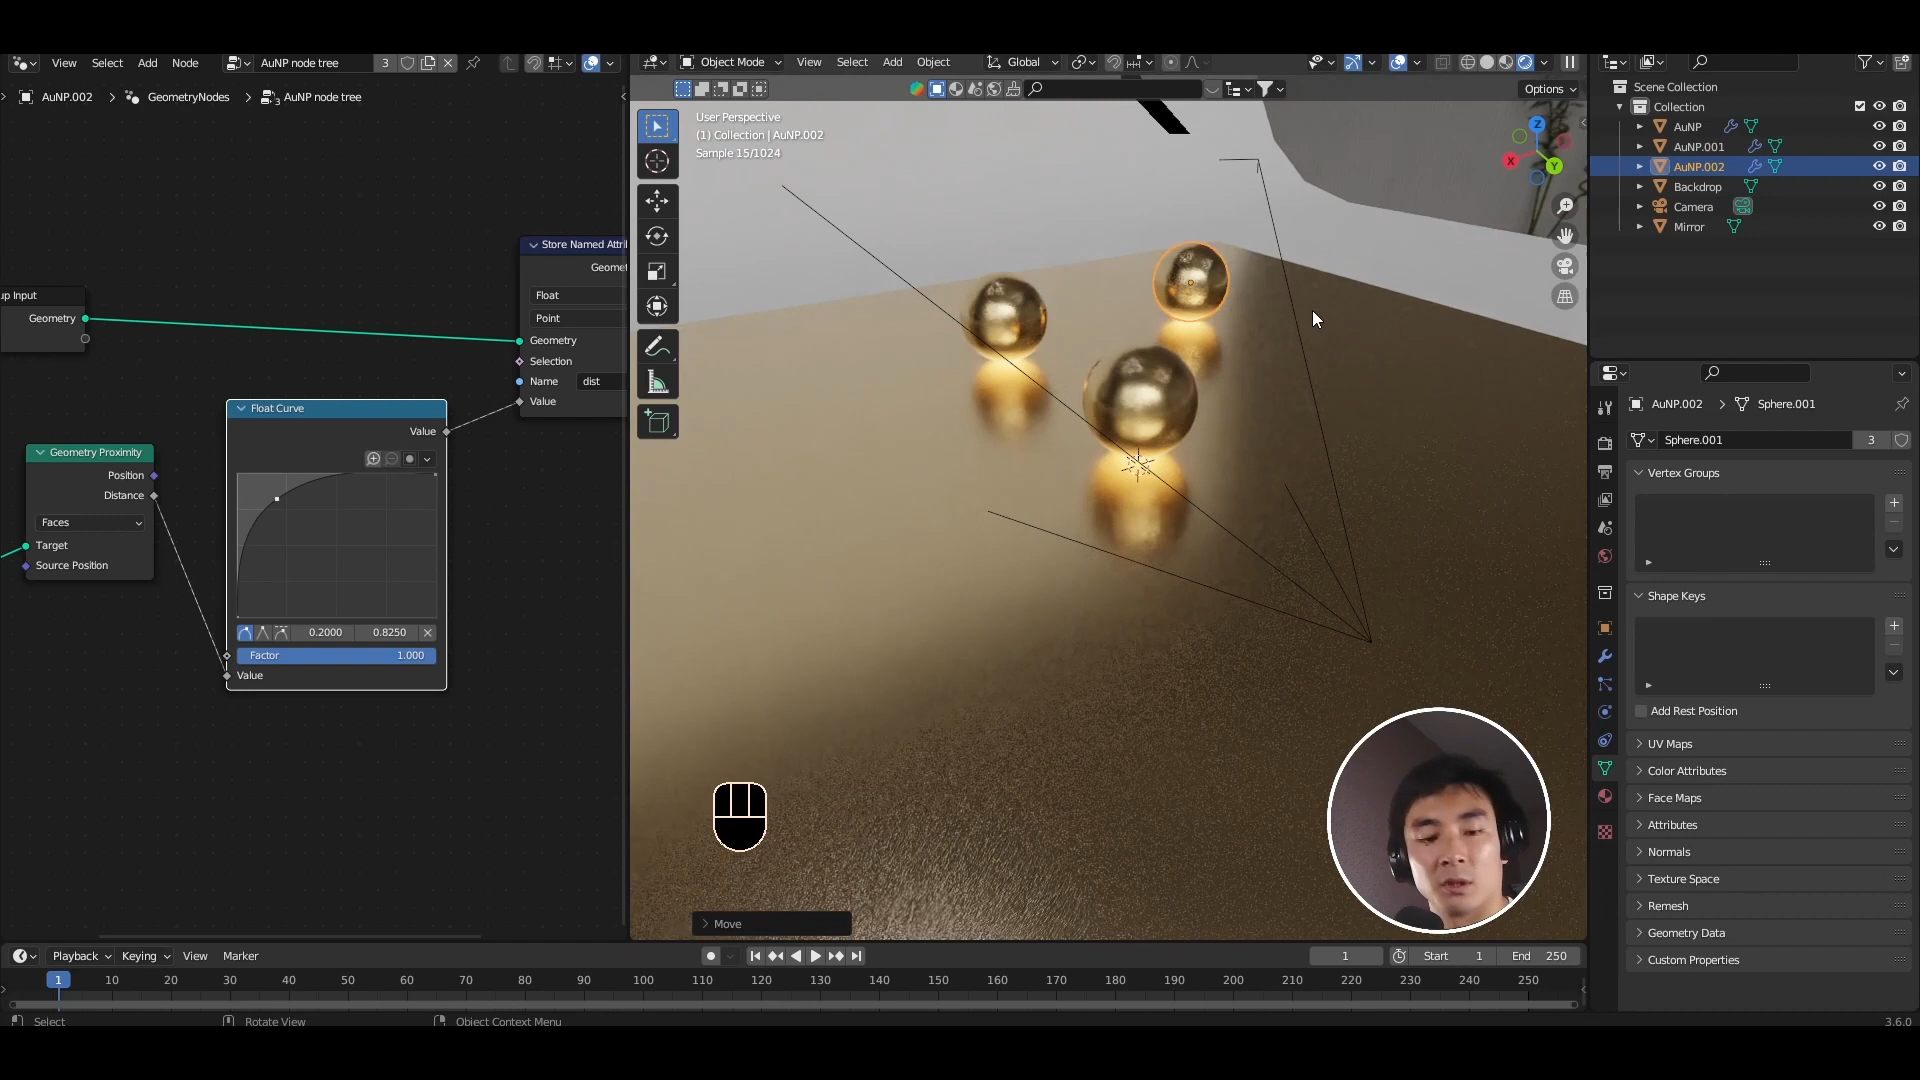 View Select Add Node AuNP node tree 3
AuNP.002 GeometryNodes AuNP node tree
Object Mode View Select Add Object Global
Options
User Perspective
(1) Collection | AuNP.002
Sample 15/1024
Scene Collection
Collection
AuNP
AuNP.001
AuNP.002
Backdrop
Camera
Mirror
Store Named Attri
Geomet
Float
Point
Geometry
Selection
Name dist
Value
up Input
Geometry
Float Curve
Value
0.2000 0.8250
Factor 1.000
Value
Geometry Proximity
Position
Distance
Faces
Target
Source Position
X
Y
Z
Move
AuNP.002 Sphere.001
Sphere.001 3
Vertex Groups
Shape Keys
Add Rest Position
UV Maps
Color Attributes
Face Maps
Attributes
Normals
Texture Space
Remesh
Geometry Data
Custom Properties
Playback Keying View Marker
1 Start 1 End 250
1 10 20 30 40 50 60 70 80 90 100 110 120 130 140 150 160 170 180 190 200 210 220 230 240 250
Select Rotate View Object Context Menu
3.6.0